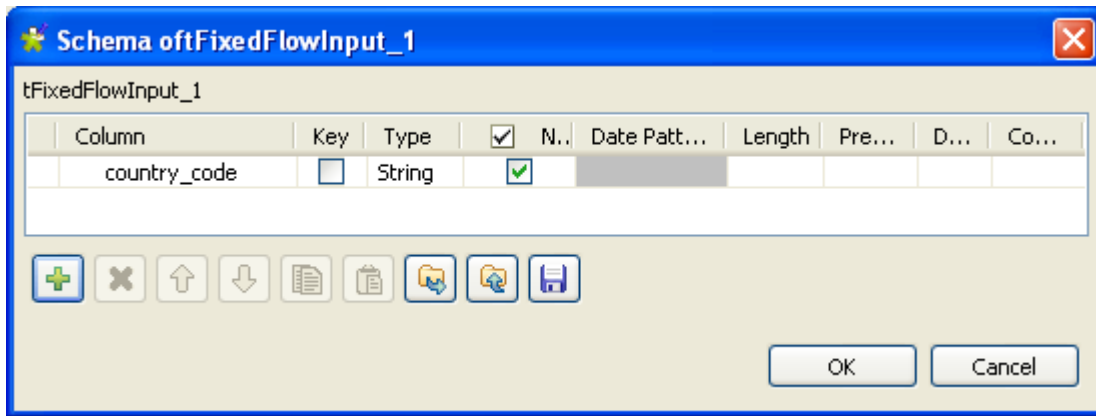 Schema oftFixedFlowInput_1
tFixedFlowInput_1
Column Key Type N.. Date Patt... Length Pre... D... Co...
country_code String
OK Cancel